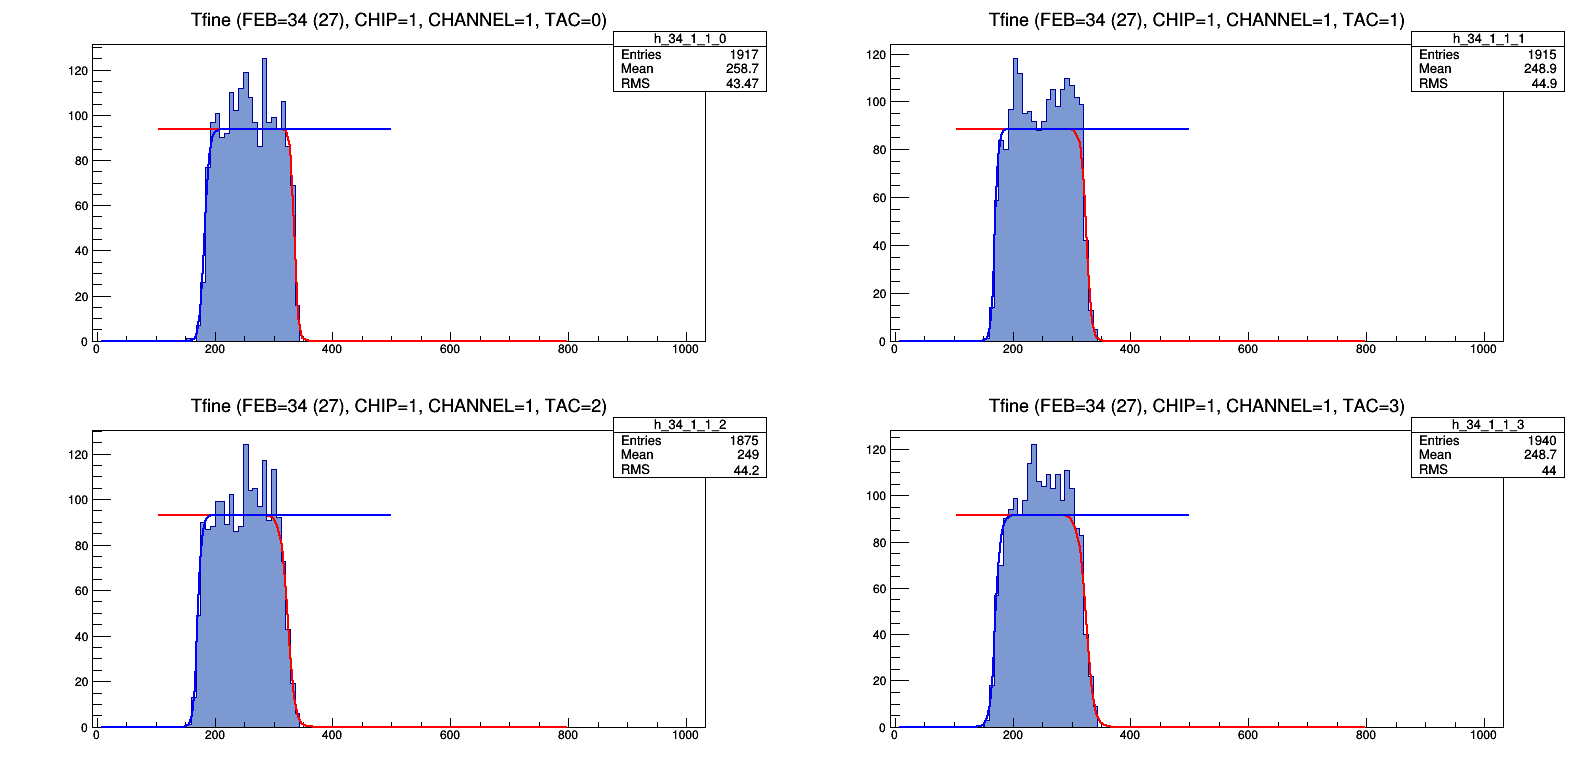 Tfine (FEB=34 (27), CHIP=1, CHANNEL=1, TAC=0)
h_34_1_1_0
Entries 1917
Mean 258.7
RMS 43.47
120
100
80
60
40
20
0
0 200 400 600 800 1000
Tfine (FEB=34 (27), CHIP=1, CHANNEL=1, TAC=1)
h_34_1_1_1
Entries 1915
Mean 248.9
RMS 44.9
120
100
80
60
40
20
0
0 200 400 600 800 1000
Tfine (FEB=34 (27), CHIP=1, CHANNEL=1, TAC=2)
h_34_1_1_2
Entries 1875
Mean 249
RMS 44.2
120
100
80
60
40
20
0
0 200 400 600 800 1000
Tfine (FEB=34 (27), CHIP=1, CHANNEL=1, TAC=3)
h_34_1_1_3
Entries 1940
Mean 248.7
RMS 44
120
100
80
60
40
20
0
0 200 400 600 800 1000